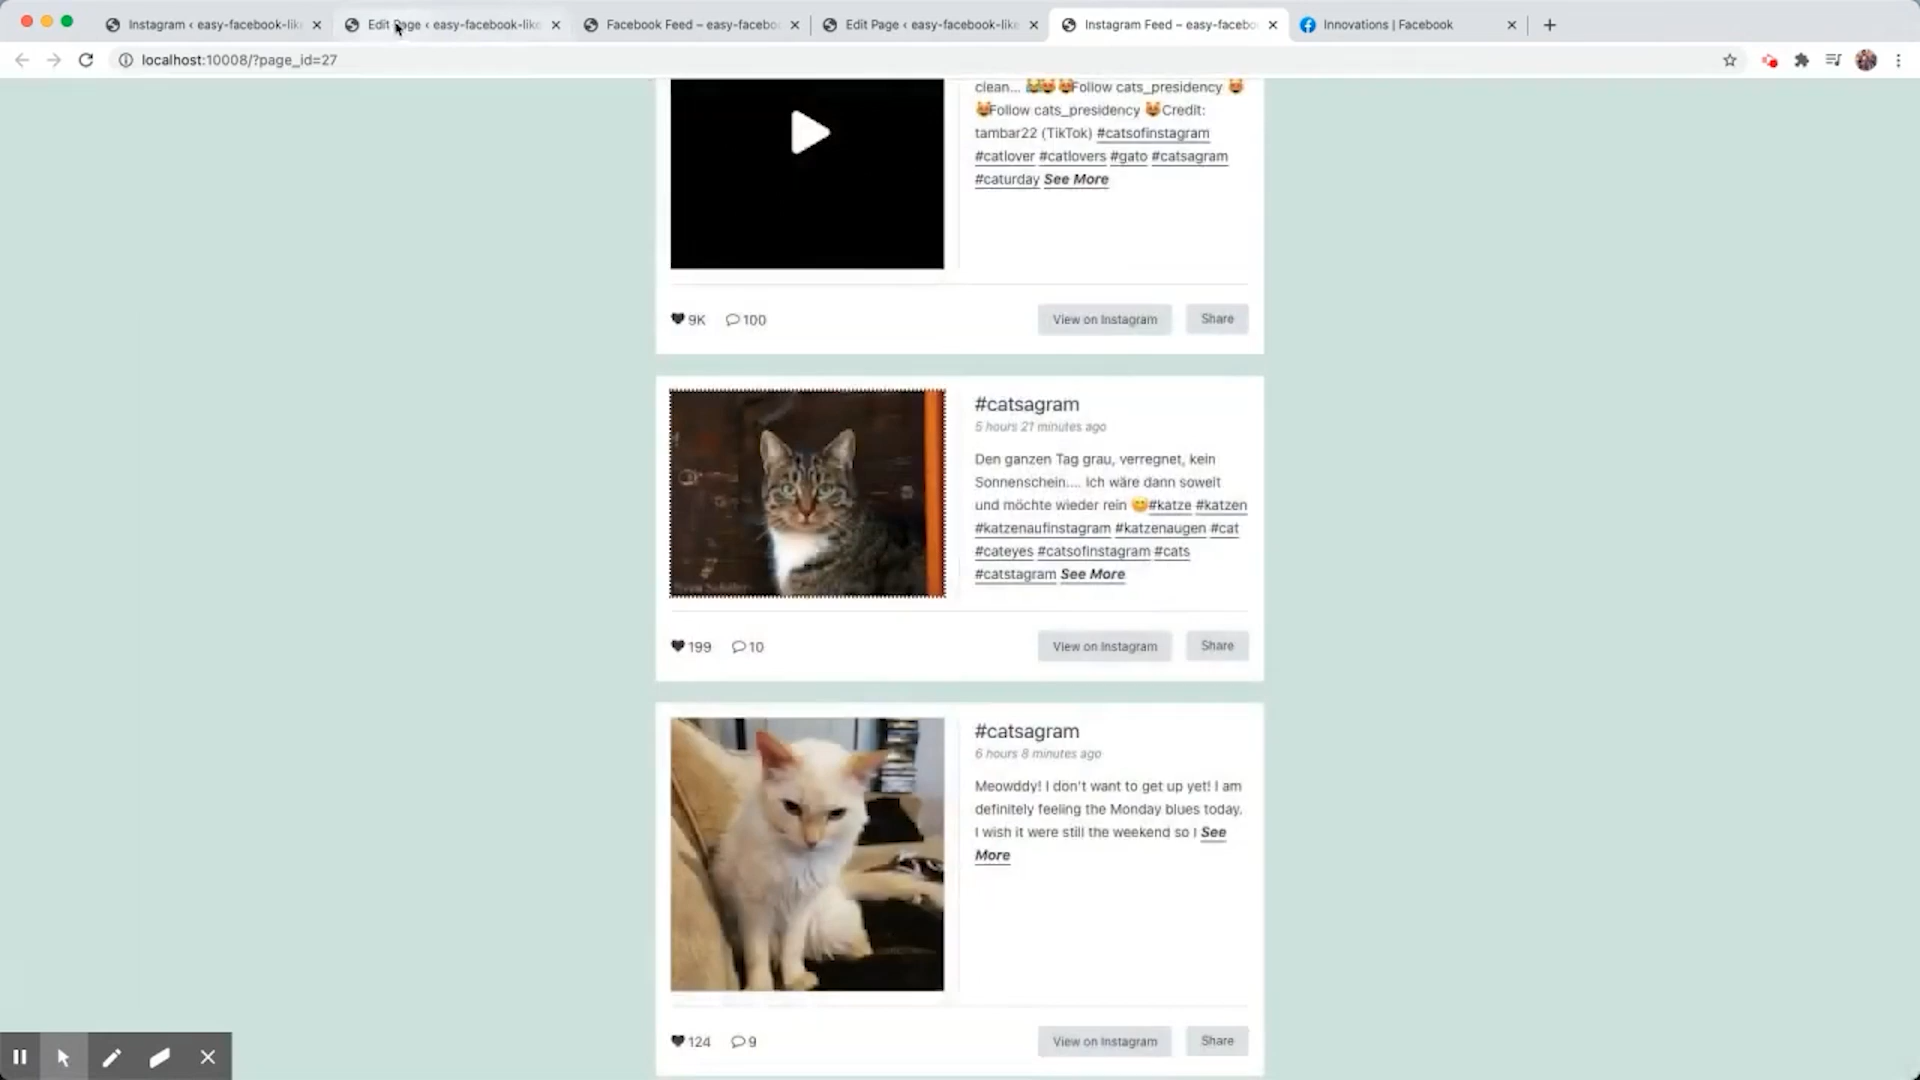 Instagram ‹ easy-facebook-like
Edit Page ‹ easy-facebook-like
Facebook Feed – easy-facebo
Edit Page ‹ easy-facebook-like
Instagram Feed – easy-facebo
Innovations | Facebook
localhost:10008/?page_id=27
clean... 😹😻 😻Follow cats_presidency 😻
😻Follow cats_presidency 😻Credit:
tambar22 (TikTok) #catsofinstagram
#catlover #catlovers #gato #catsagram
#caturday See More
9K 100
View on Instagram
Share
#catsagram
5 hours 21 minutes ago
Den ganzen Tag grau, verregnet, kein
Sonnenschein.... Ich wäre dann soweit
und möchte wieder rein 😊#katze #katzen
#katzenaufinstagram #katzenaugen #cat
#cateyes #catsofinstagram #cats
#catstagram See More
199 10
View on Instagram
Share
#catsagram
6 hours 8 minutes ago
Meowddy! I don't want to get up yet! I am
definitely feeling the Monday blues today.
I wish it were still the weekend so I See
More
124 9
View on Instagram
Share